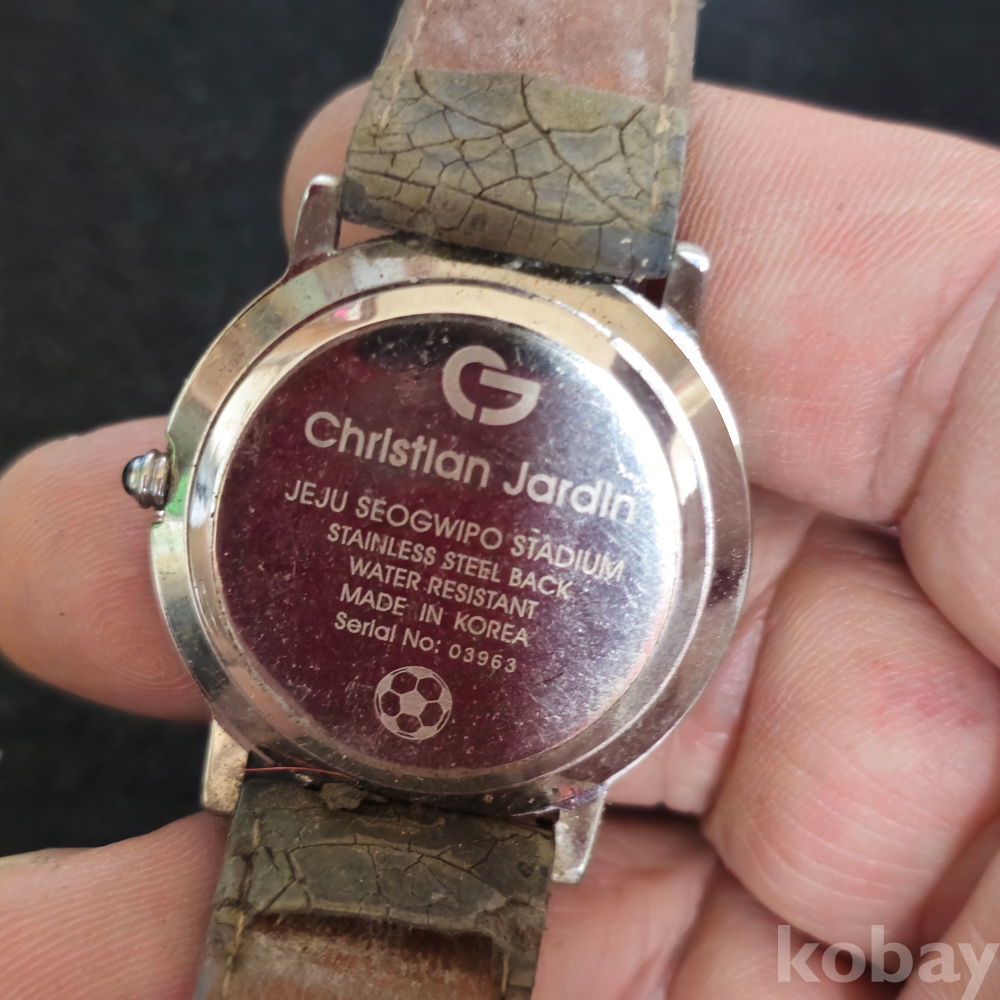 Christian Jardin
JEJU SEOGWIPO STADIUM
STAINLESS STEEL BACK
WATER RESISTANT
MADE IN KOREA
Serial No: 03963
kobay